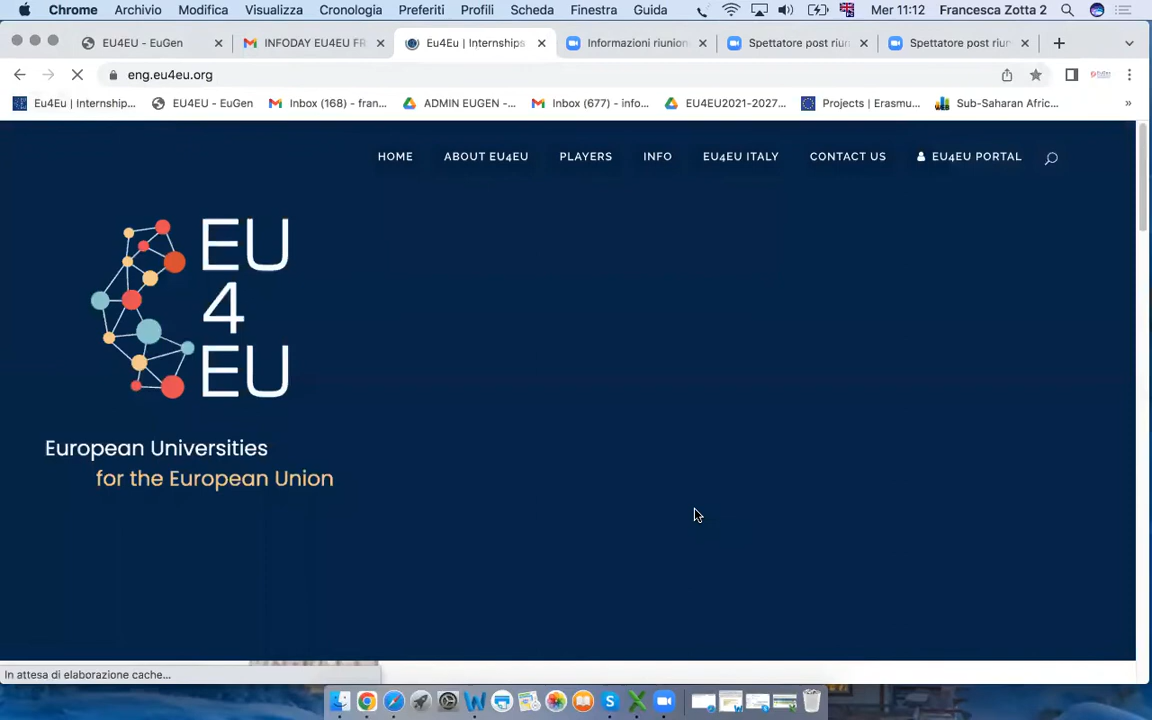 Chrome Archivio Modifica Visualizza Cronologia Preferiti Profili Scheda Finestra Guida Mer 11:12 Francesca Zotta 2
EU4EU - EuGen INFODAY EU4EU FR Eu4Eu | Internships Informazioni riunion Spettatore post riun Spettatore post riun
eng.eu4eu.org
Eu4Eu | Internship... EU4EU - EuGen Inbox (168) - fran... ADMIN EUGEN -... Inbox (677) - info... EU4EU2021-2027... Projects | Erasmu... Sub-Saharan Afric... »
HOME ABOUT EU4EU PLAYERS INFO EU4EU ITALY CONTACT US EU4EU PORTAL
EU
4
EU
European Universities
for the European Union
In attesa di elaborazione cache...